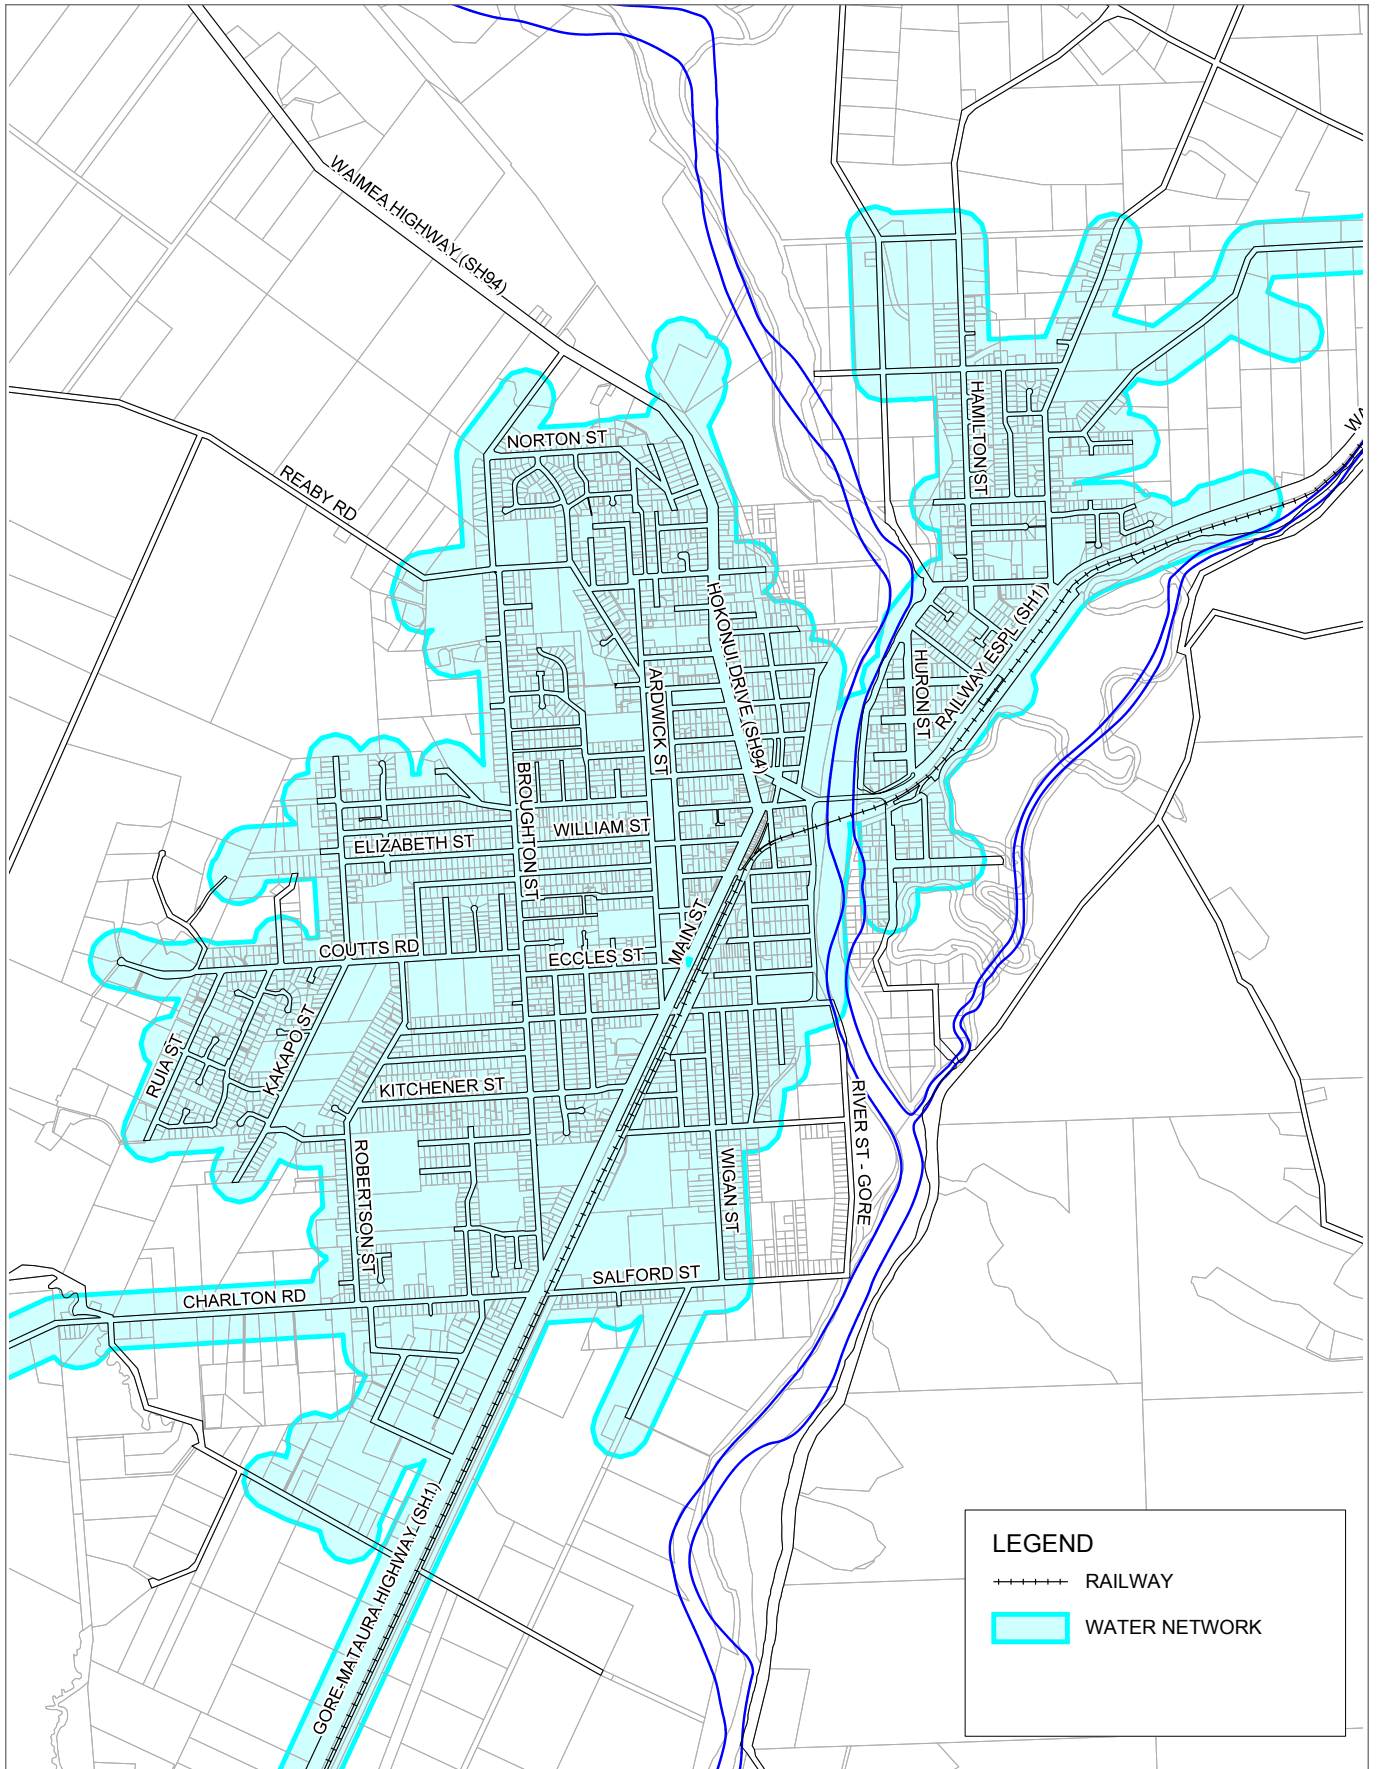 WAIMEA HIGHWAY (SH94)
WA
HAMILTON ST
NORTON ST
REABY RD
HOKONUI DRIVE (SH94)
RAILWAY ESPL (SH1)
HURON ST
ARDWICK ST
BROUGHTON ST
WILLIAM ST
ELIZABETH ST
MAIN ST
COUTTS RD
ECCLES ST
RUIA ST
KAKAPO ST
KITCHENER ST
RIVER ST - GORE
ROBERTSON ST
WIGAN ST
SALFORD ST
CHARLTON RD
GORE-MATAURA HIGHWAY (SH1)
LEGEND
RAILWAY
WATER NETWORK